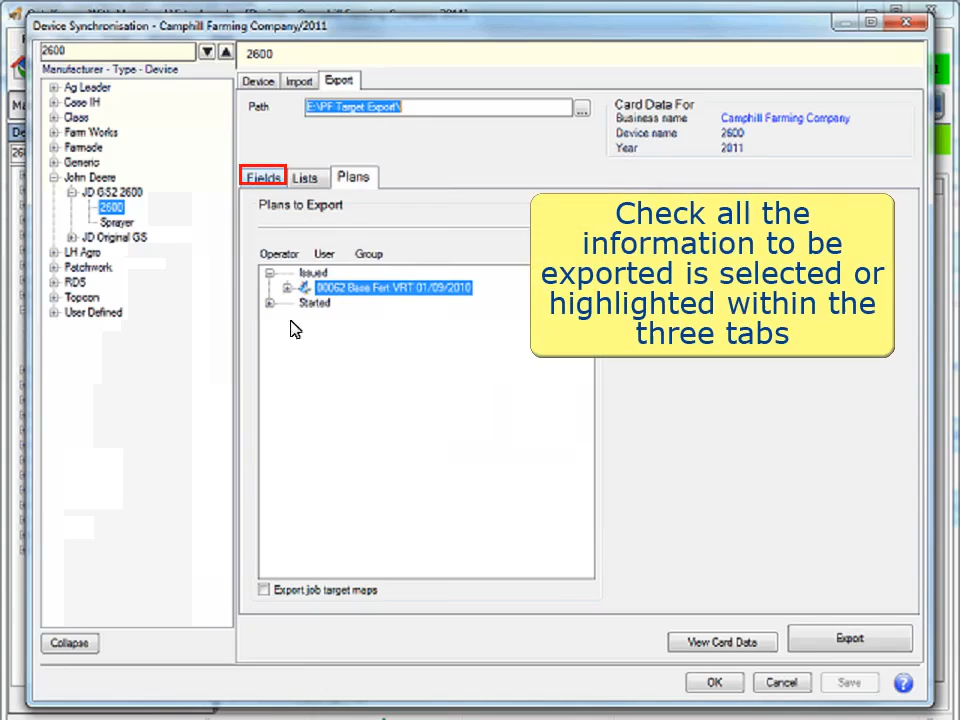 Device Synchronisation - Camphill Farming Company/2011
2600
Manufacturer - Type - Device
Ag Leader
Case IH
Claas
Farm Works
Farmade
Generic
John Deere
JD GS2 2600
2600
Sprayer
JD Original GS
LH Agro
Patchwork
RDS
Topcon
User Defined
Collapse
2600
Device Import Export
Path E:\PF Target Export\ ...
Card Data For
Business name Camphill Farming Company
Device name 2600
Year 2011
Fields Lists Plans
Plans to Export
Operator User Group
Issued
00062 Base Fert VRT 01/09/2010
Started
Check all the
information to be
exported is selected or
highlighted within the
three tabs
Export job target maps
View Card Data Export
OK Cancel Save ?